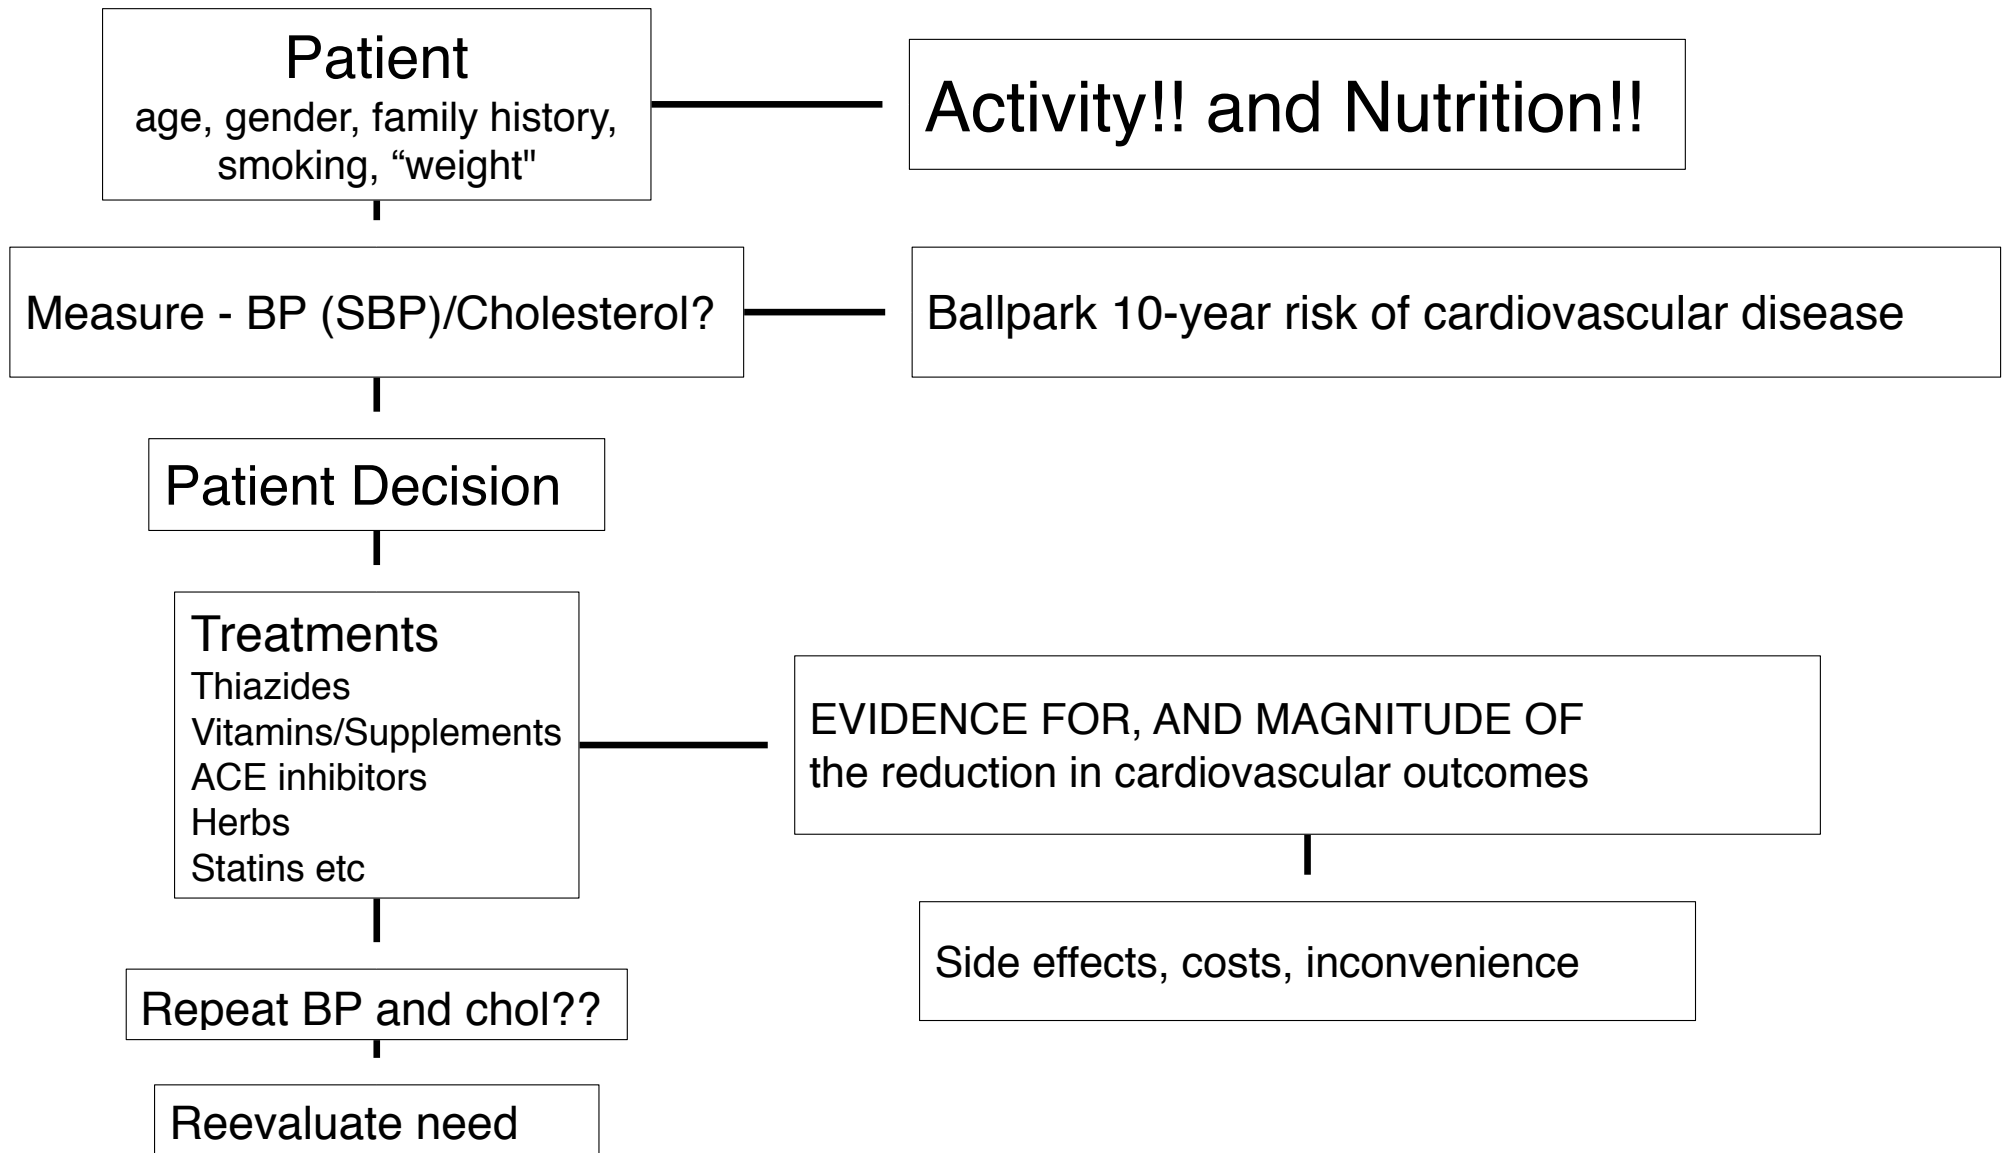 Patient
age, gender, family history,
smoking, “weight"
Activity!! and Nutrition!!
Measure - BP (SBP)/Cholesterol?
Ballpark 10-year risk of cardiovascular disease
Patient Decision
Treatments
Thiazides
Vitamins/Supplements
ACE inhibitors
Herbs
Statins etc
EVIDENCE FOR, AND MAGNITUDE OF
the reduction in cardiovascular outcomes
Side effects, costs, inconvenience
Repeat BP and chol??
Reevaluate need